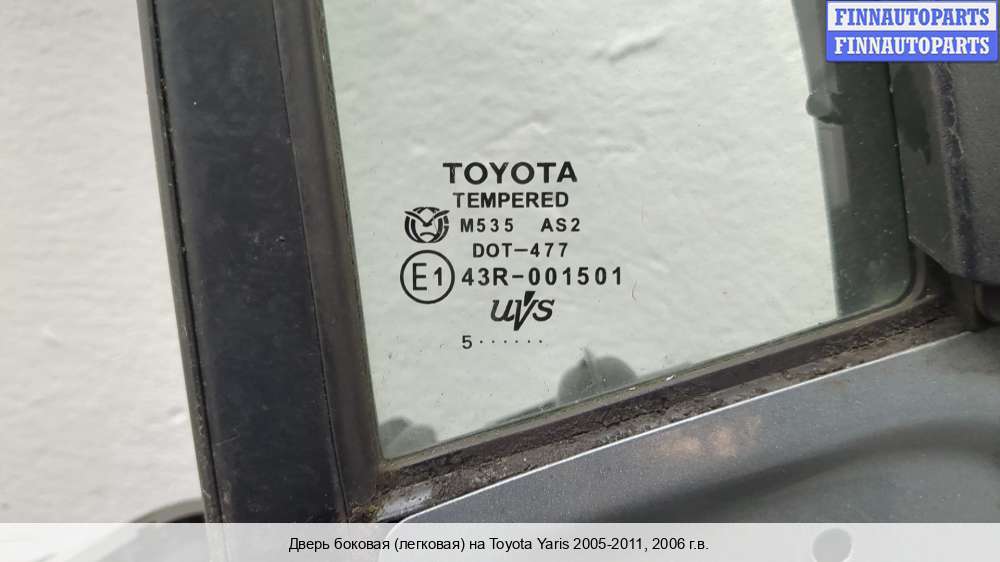 FINNAUTOPARTS
FINNAUTOPARTS
TOYOTA
TEMPERED
M535 AS2
DOT-477
E1 43R-001501
uvs
5······
Дверь боковая (легковая) на Toyota Yaris 2005-2011, 2006 г.в.